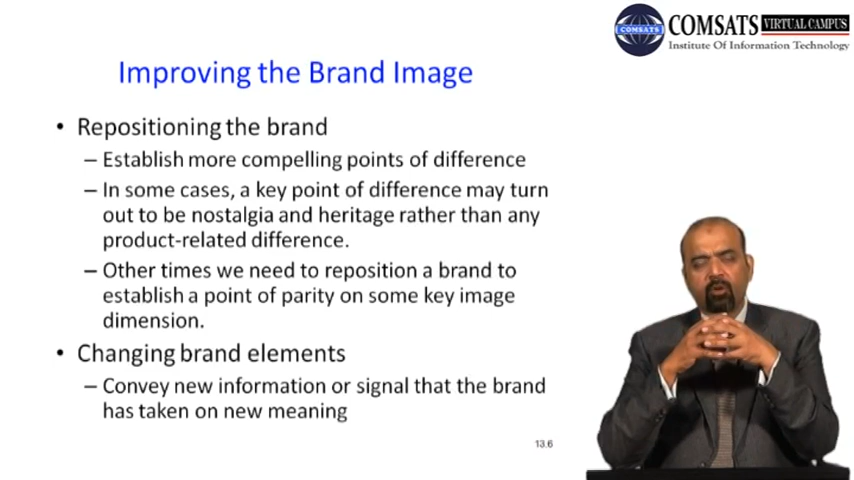 COMSATS VIRTUAL CAMPUS
COMSATS
Institute Of Information Technology
Improving the Brand Image
• Repositioning the brand
– Establish more compelling points of difference
– In some cases, a key point of difference may turn
out to be nostalgia and heritage rather than any
product-related difference.
– Other times we need to reposition a brand to
establish a point of parity on some key image
dimension.
• Changing brand elements
– Convey new information or signal that the brand
has taken on new meaning
13.6